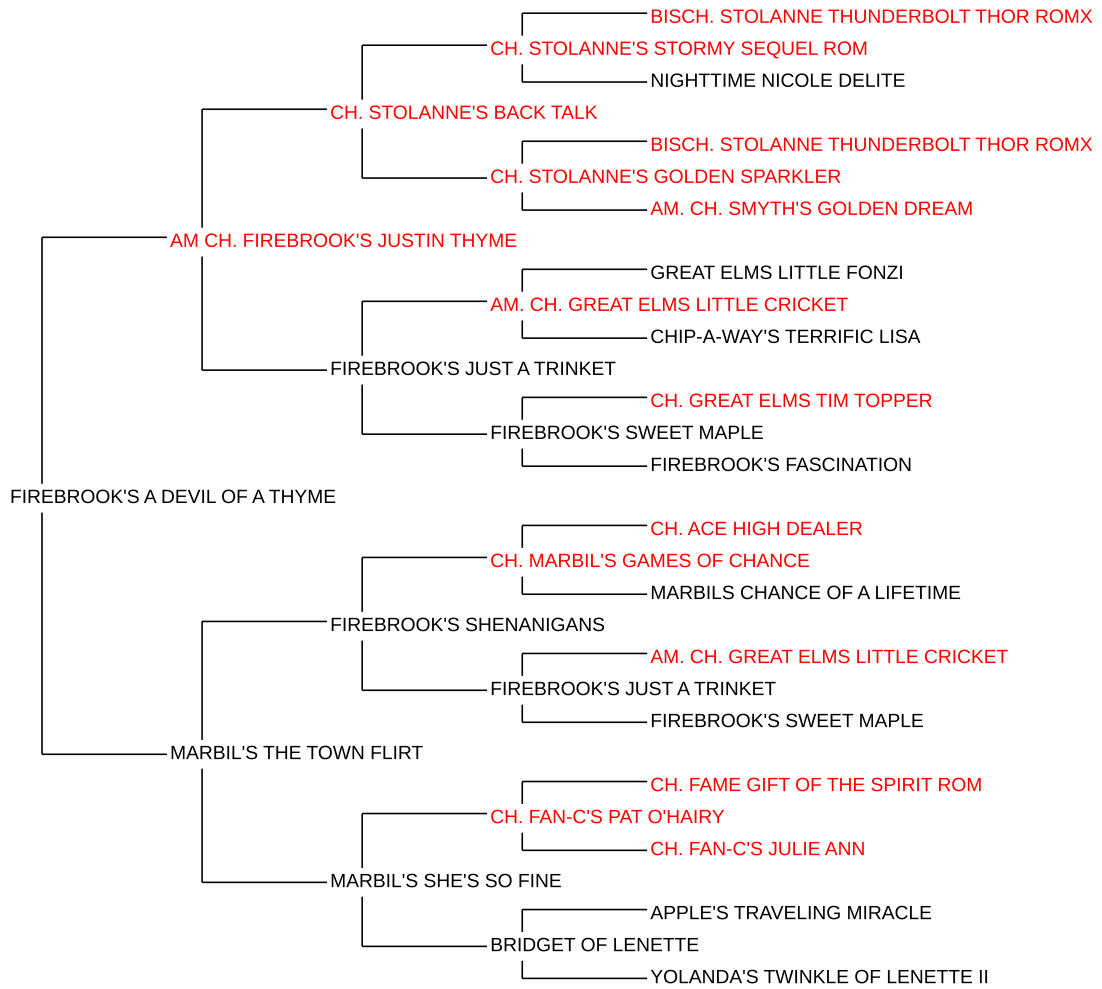 BISCH. STOLANNE THUNDERBOLT THOR ROMX
CH. STOLANNE'S STORMY SEQUEL ROM
NIGHTTIME NICOLE DELITE
CH. STOLANNE'S BACK TALK
BISCH. STOLANNE THUNDERBOLT THOR ROMX
CH. STOLANNE'S GOLDEN SPARKLER
AM. CH. SMYTH'S GOLDEN DREAM
AM CH. FIREBROOK'S JUSTIN THYME
GREAT ELMS LITTLE FONZI
AM. CH. GREAT ELMS LITTLE CRICKET
CHIP-A-WAY'S TERRIFIC LISA
FIREBROOK'S JUST A TRINKET
CH. GREAT ELMS TIM TOPPER
FIREBROOK'S SWEET MAPLE
FIREBROOK'S FASCINATION
FIREBROOK'S A DEVIL OF A THYME
CH. ACE HIGH DEALER
CH. MARBIL'S GAMES OF CHANCE
MARBILS CHANCE OF A LIFETIME
FIREBROOK'S SHENANIGANS
AM. CH. GREAT ELMS LITTLE CRICKET
FIREBROOK'S JUST A TRINKET
FIREBROOK'S SWEET MAPLE
MARBIL'S THE TOWN FLIRT
CH. FAME GIFT OF THE SPIRIT ROM
CH. FAN-C'S PAT O'HAIRY
CH. FAN-C'S JULIE ANN
MARBIL'S SHE'S SO FINE
APPLE'S TRAVELING MIRACLE
BRIDGET OF LENETTE
YOLANDA'S TWINKLE OF LENETTE II